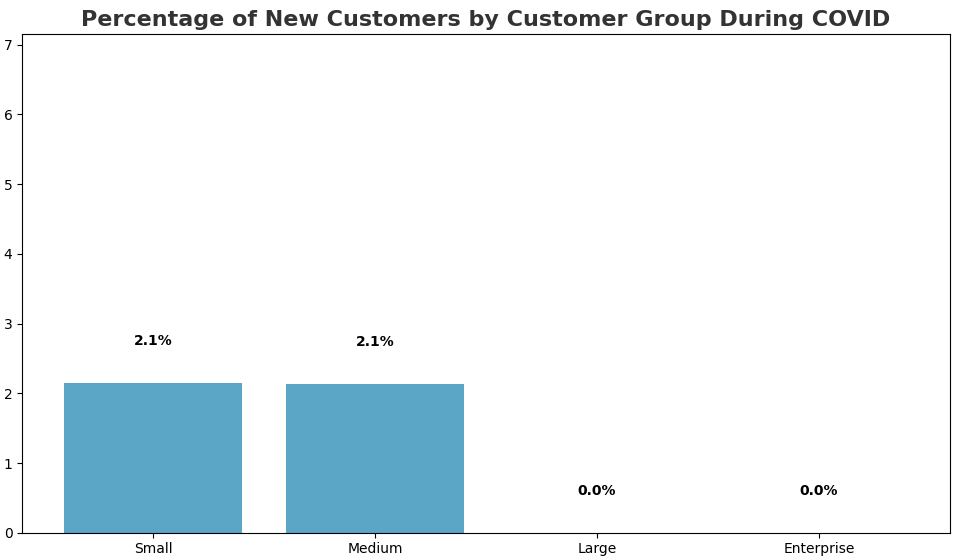 Percentage of New Customers by Customer Group During COVID
7
6
5
4
3
2
1
0
2.1%
2.1%
0.0%
0.0%
Small
Medium
Large
Enterprise